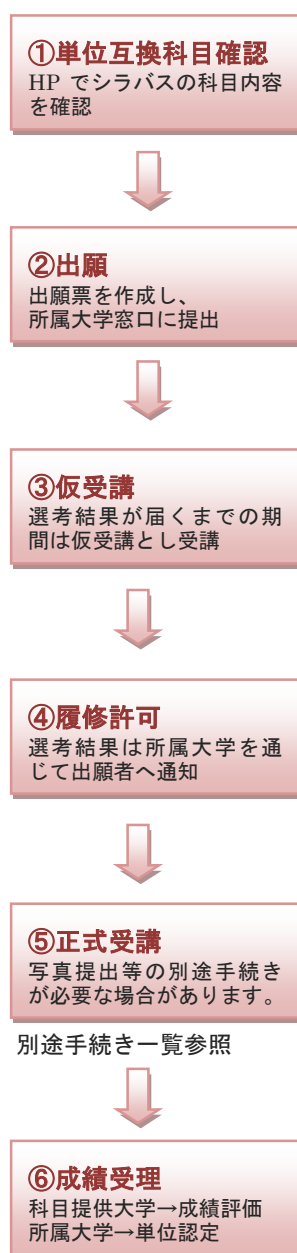 ①単位互換科目確認
HP でシラバスの科目内容
を確認
②出願
出願票を作成し、
所属大学窓口に提出
③仮受講
選考結果が届くまでの期
間は仮受講とし受講
④履修許可
選考結果は所属大学を通
じて出願者へ通知
⑤正式受講
写真提出等の別途手続き
が必要な場合があります。
別途手続き一覧参照
⑥成績受理
科目提供大学→成績評価
所属大学→単位認定